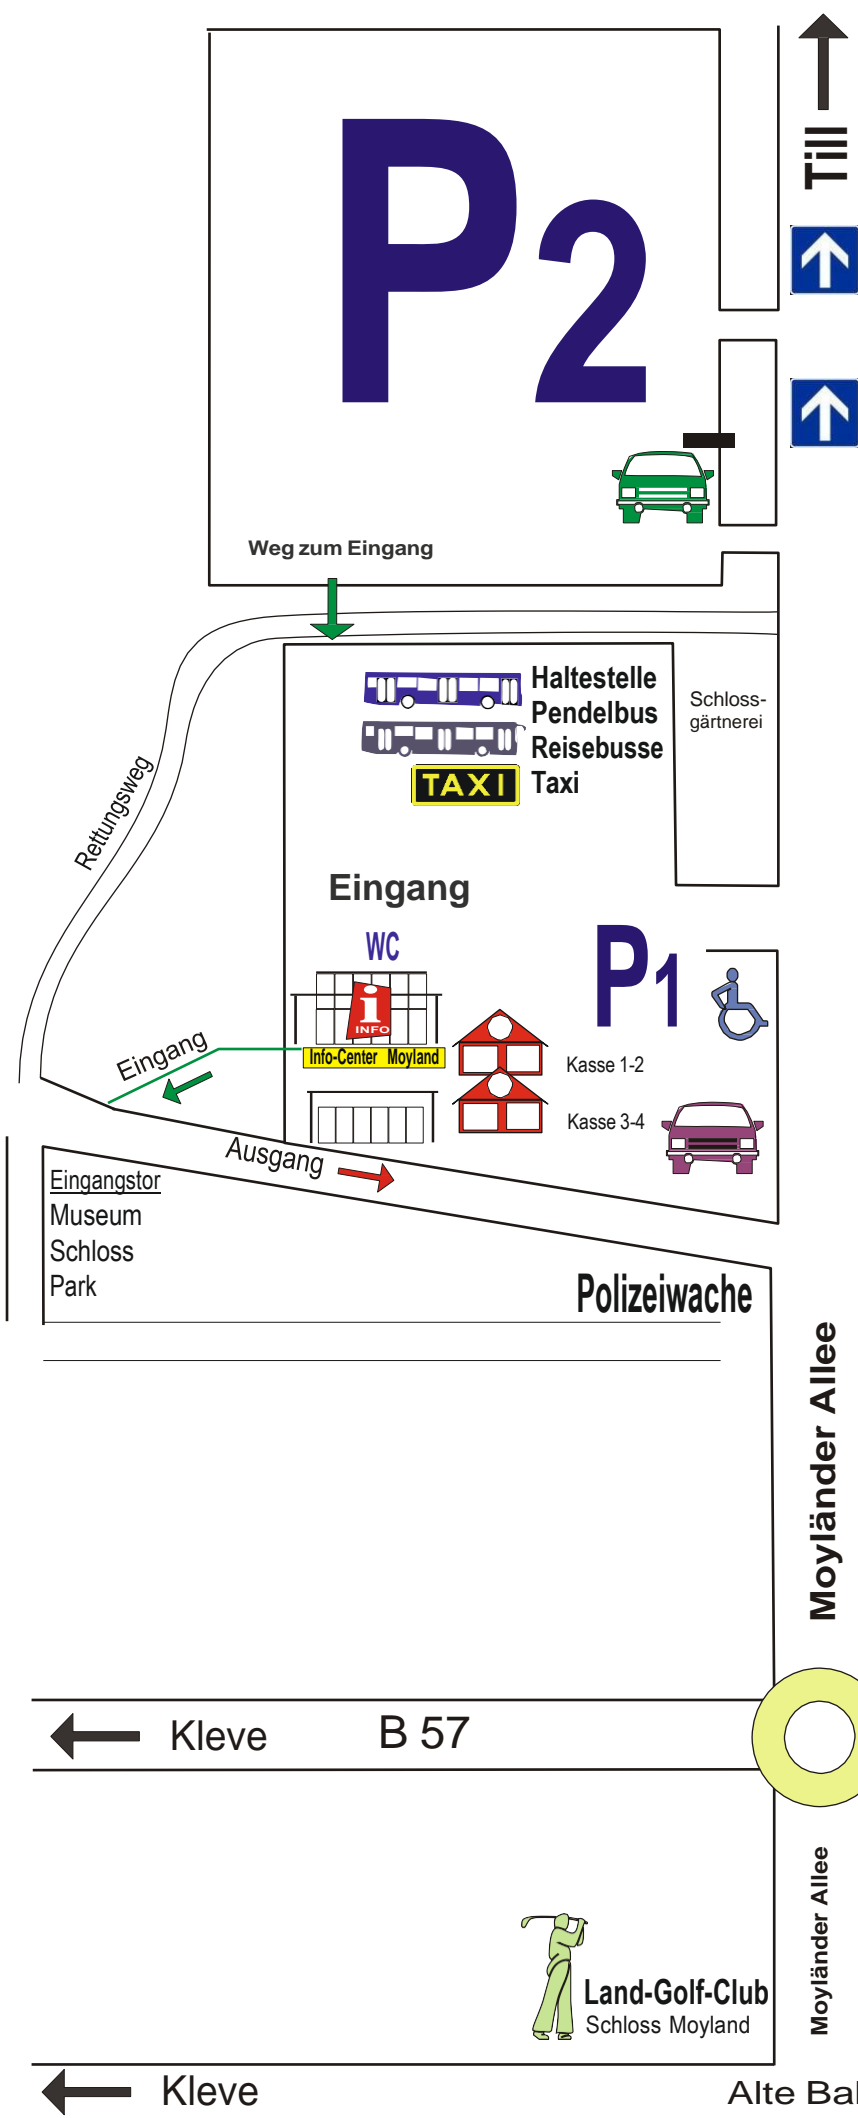 Till
P2
Weg zum Eingang
Haltestelle
Pendelbus
Reisebusse
TAXI Taxi
Schloss-
gärtnerei
Rettungsweg
Eingang
WC
P1
i
INFO
Info-Center Moyland
Kasse 1-2
Kasse 3-4
Eingang
Ausgang
Eingangstor
Museum
Schloss
Park
Polizeiwache
Moyländer Allee
Kleve
B 57
Moyländer Allee
Land-Golf-Club
Schloss Moyland
Kleve
Alte